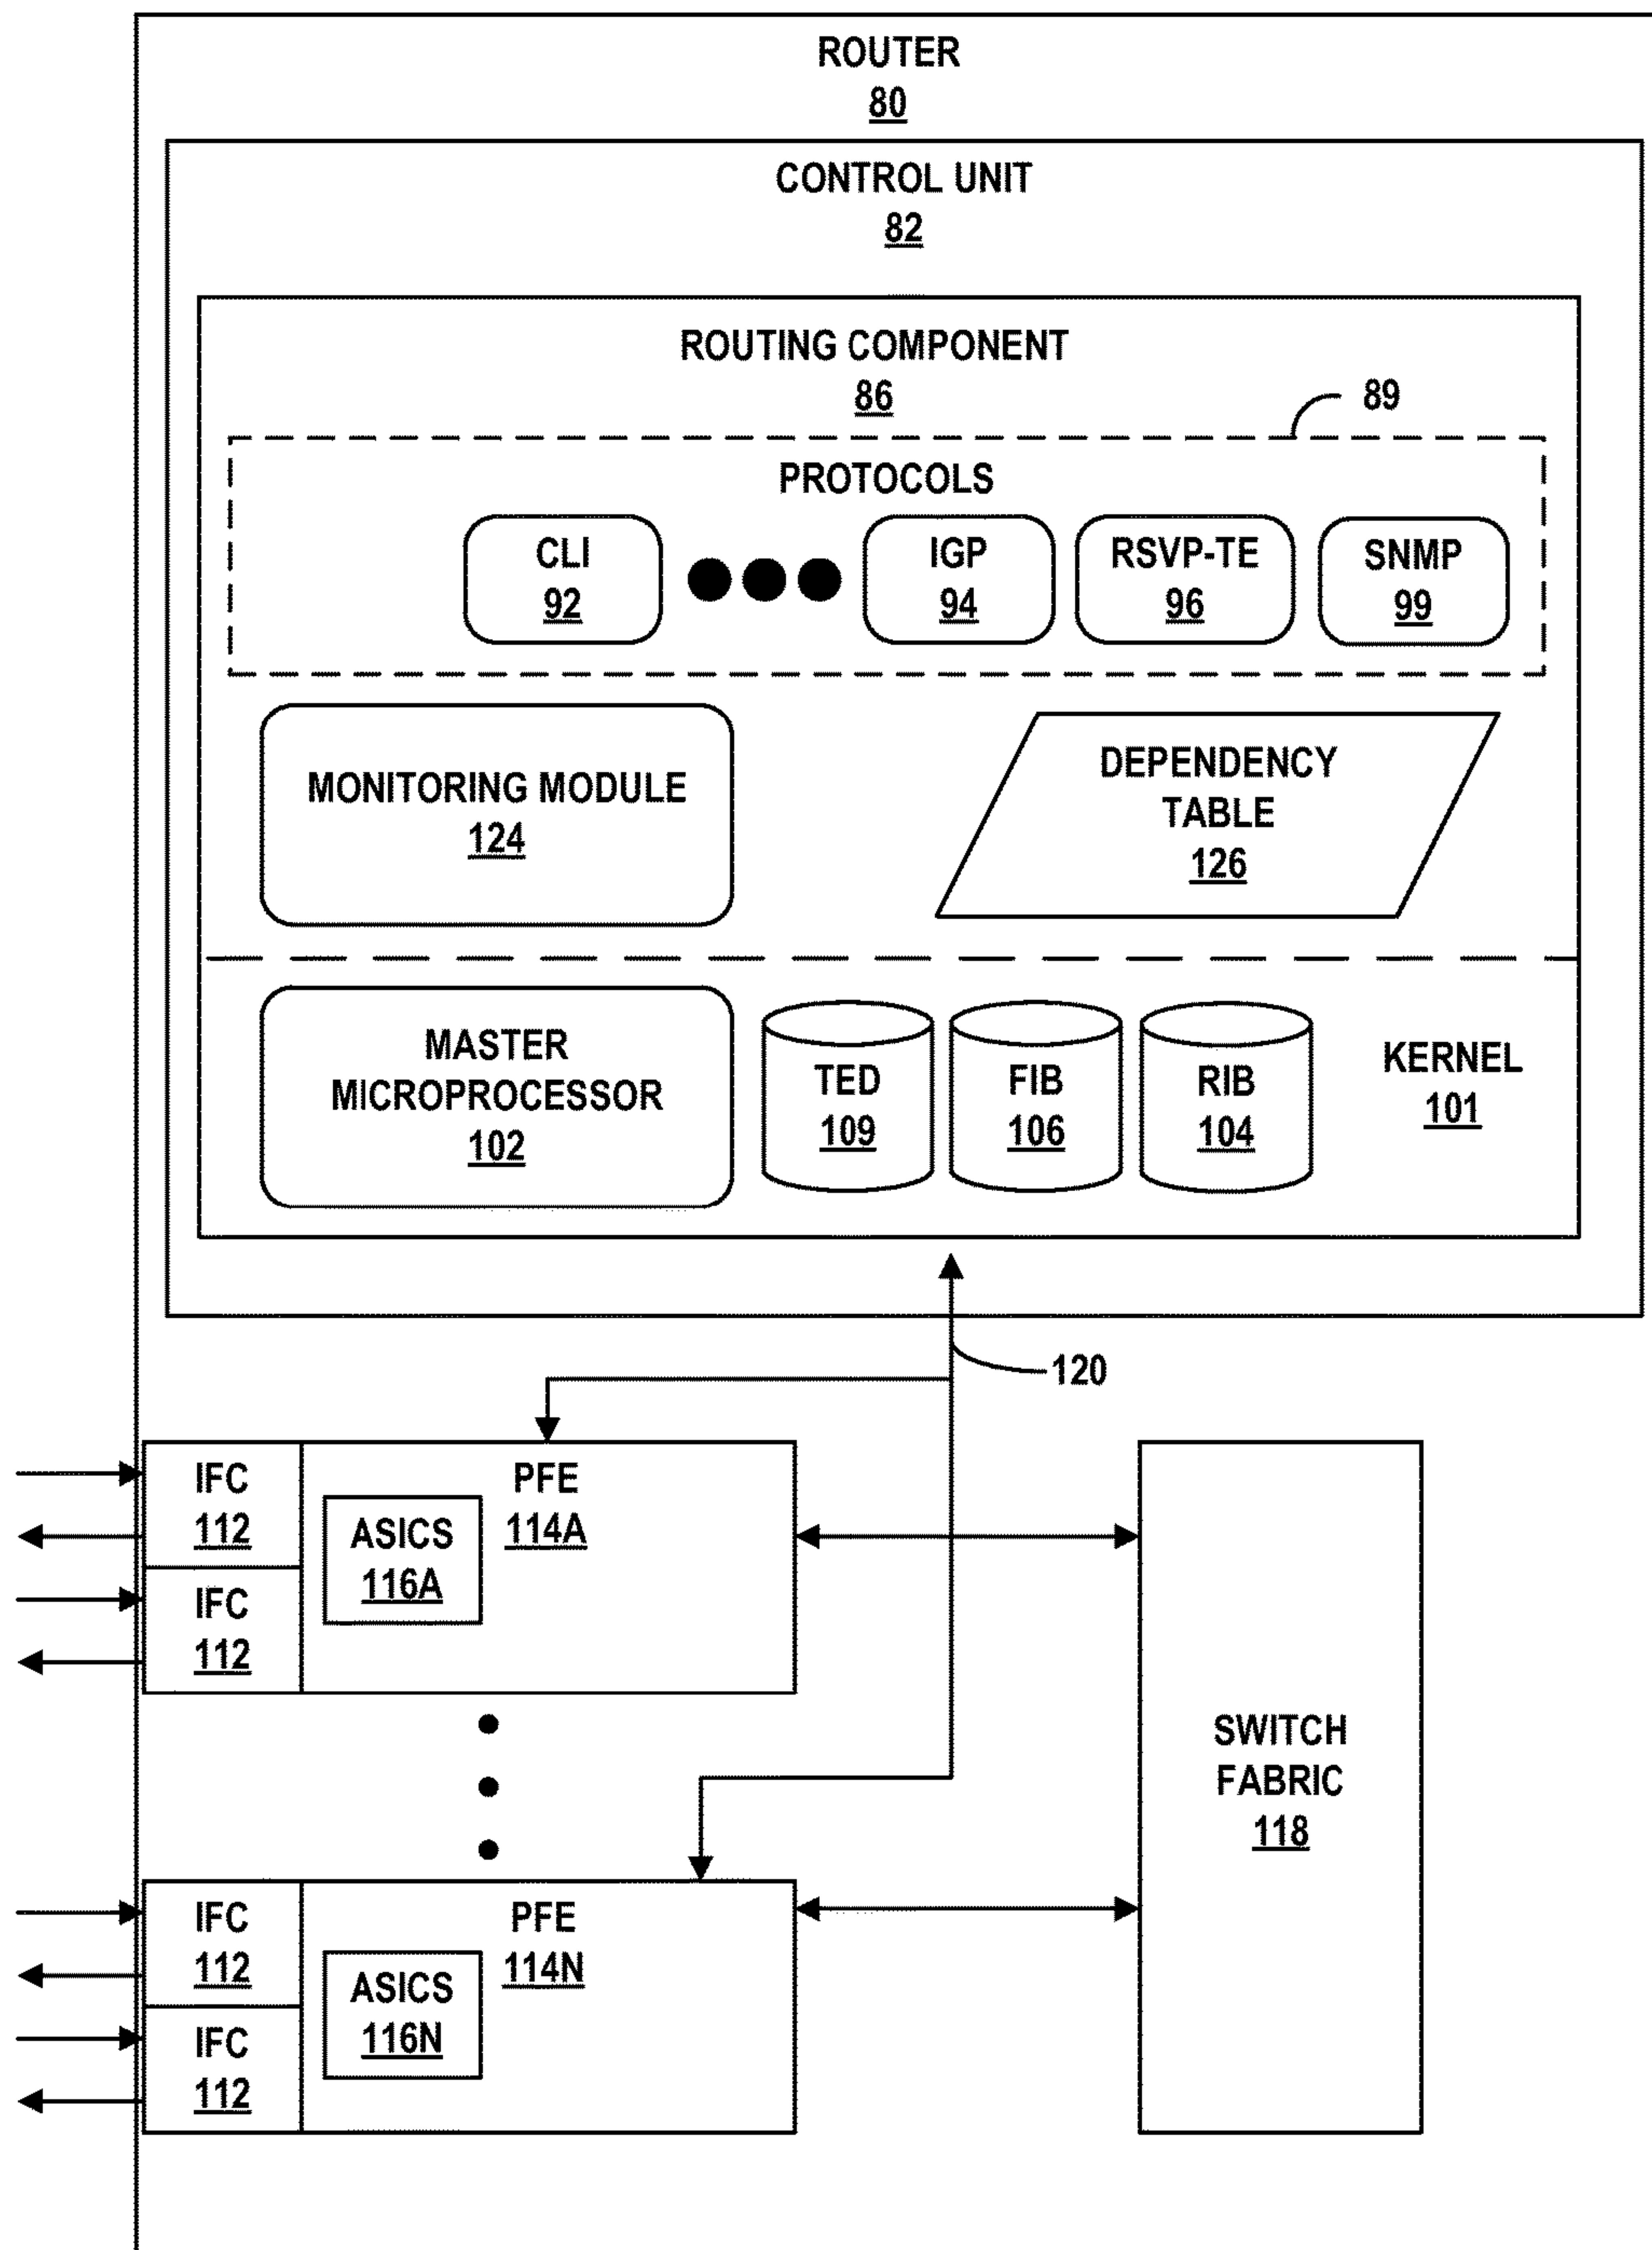 ROUTER
80
CONTROL UNIT
82
ROUTING COMPONENT
86
89
PROTOCOLS
CLI
92
IGP
94
RSVP-TE
96
SNMP
99
MONITORING MODULE
124
DEPENDENCY
TABLE
126
MASTER
MICROPROCESSOR
102
TED
109
FIB
106
RIB
104
KERNEL
101
120
IFC
112
IFC
112
PFE
114A
ASICS
116A
SWITCH
FABRIC
118
IFC
112
IFC
112
PFE
114N
ASICS
116N